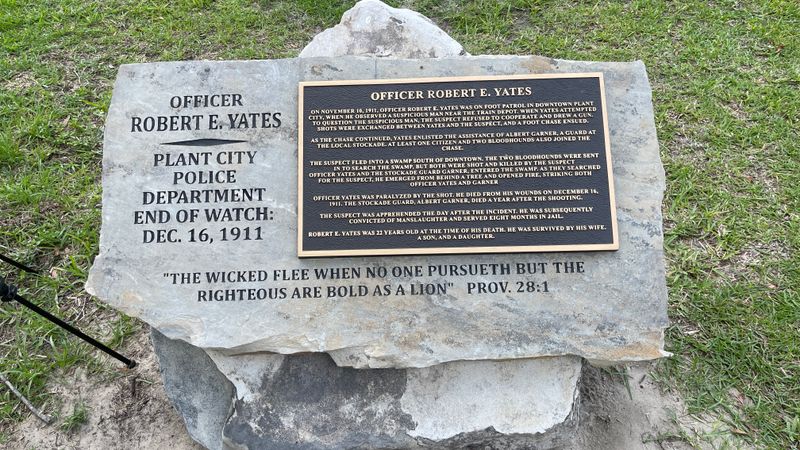 OFFICER
ROBERT E. YATES
PLANT CITY
POLICE
DEPARTMENT
END OF WATCH:
DEC. 16, 1911
OFFICER ROBERT E. YATES
ON NOVEMBER 18, 1911, OFFICER ROBERT E. YATES WAS ON FOOT PATROL IN DOWNTOWN PLANT
CITY, WHEN HE OBSERVED A SUSPICIOUS MAN NEAR THE TRAIN DEPOT. WHEN YATES ATTEMPTED
TO QUESTION THE SUSPICIOUS MAN, THE SUSPECT REFUSED TO COOPERATE AND DREW A GUN.
SHOTS WERE EXCHANGED BETWEEN YATES AND THE SUSPECT, AND A FOOT CHASE ENSUED.
AS THE CHASE CONTINUED, YATES ENLISTED THE ASSISTANCE OF ALBERT GARNER, A GUARD AT
THE LOCAL STOCKADE. AT LEAST ONE CITIZEN AND TWO BLOODHOUNDS ALSO JOINED THE
CHASE.
THE SUSPECT FLED INTO A SWAMP SOUTH OF DOWNTOWN. THE TWO BLOODHOUNDS WERE SENT
IN TO SEARCH THE SWAMP, BUT BOTH WERE SHOT AND KILLED BY THE SUSPECT
OFFICER YATES AND THE STOCKADE GUARD GARNER, ENTERED THE SWAMP. AS THEY SEARCHED
FOR THE SUSPECT, HE EMERGED FROM BEHIND A TREE AND OPENED FIRE, STRIKING BOTH
OFFICER YATES AND GARNER
OFFICER YATES WAS PARALYZED BY THE SHOT. HE DIED FROM HIS WOUNDS ON DECEMBER 16,
1911. THE STOCKADE GUARD, ALBERT GARNER, DIED A YEAR AFTER THE SHOOTING.
THE SUSPECT WAS APPREHENDED THE DAY AFTER THE INCIDENT. HE WAS SUBSEQUENTLY
CONVICTED OF MANSLAUGHTER AND SERVED EIGHT MONTHS IN JAIL.
ROBERT E. YATES WAS 22 YEARS OLD AT THE TIME OF HIS DEATH. HE WAS SURVIVED BY HIS WIFE,
A SON, AND A DAUGHTER.
"THE WICKED FLEE WHEN NO ONE PURSUETH BUT THE
RIGHTEOUS ARE BOLD AS A LION" PROV. 28:1